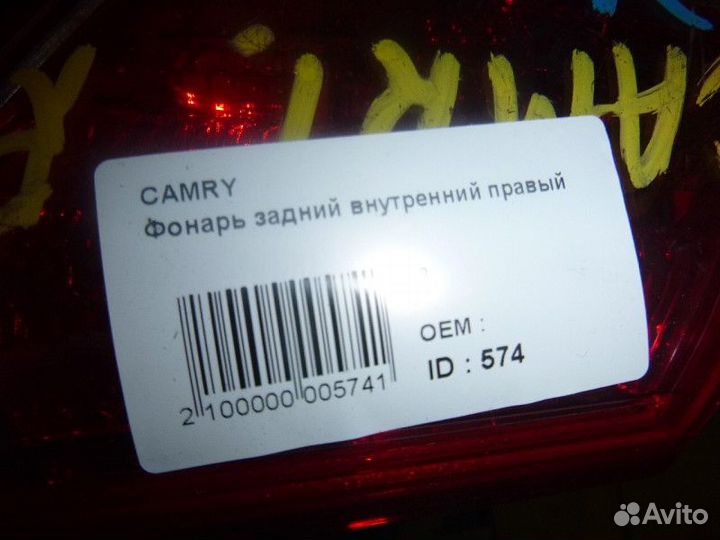 CAMRY
Фонарь задний внутренний правый
OEM :
ID : 574
2 100000 005741
Avito